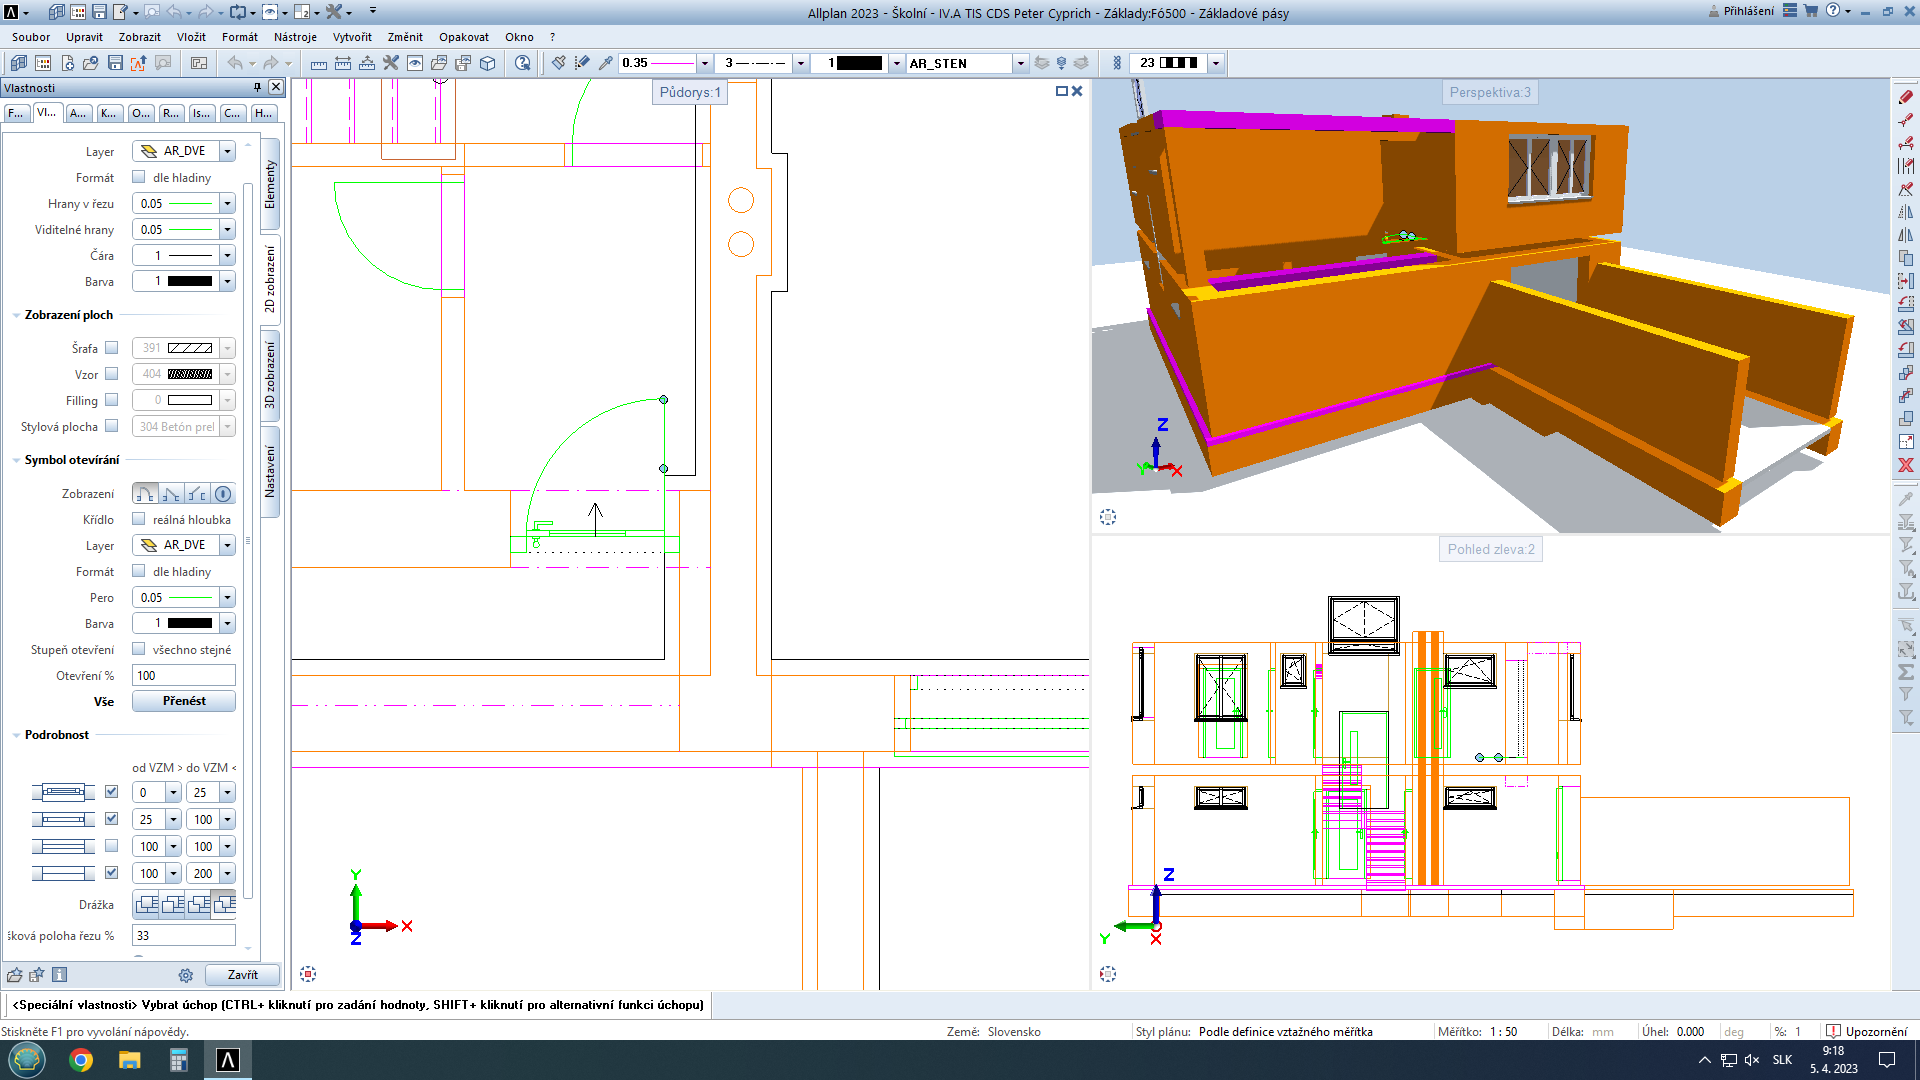 Allplan 2023 - Školní - IV.A TIS CDS Peter Cyprich - Základy:Fó500 - Základové pásy
Přihlášení
Soubor Upravit Zobrazit Vložit Formát Nástroje Vytvořit Změnit Opakovat Okno ?
0.35 3 1 AR_STEN 23
Vlastnosti
F... Vl... A... K... O... R... Is... C... H...
Layer AR_DVE
Formát dle hladiny
Hrany v řezu 0.05
Viditelné hrany 0.05
Čára 1
Barva 1
Zobrazení ploch
Šrafa 391
Vzor 404
Filling 0
Stylová plocha 304 Betón prel
Symbol otevírání
Zobrazení
Křídlo reálná hloubka
Layer AR_DVE
Formát dle hladiny
Pero 0.05
Barva 1
Stupeň otevření všechno stejné
Otevření % 100
Vše Přenést
Podrobnost
od VZM > do VZM <
0 25
25 100
100 100
100 200
Drážka
šková poloha řezu % 33
Zavřít
Elementy
2D zobrazení
3D zobrazení
Nastavení
Půdorys:1
Y
X
Z
Perspektiva:3
Z
Y X
Pohled zleva:2
Z
Y
X
<Speciální vlastnosti> Vybrat úchop (CTRL+ kliknutí pro zadání hodnoty, SHIFT+ kliknutí pro alternativní funkci úchopu)
Stiskněte F1 pro vyvolání nápovědy. Země: Slovensko Styl plánu: Podle definice vztažného měřítka Měřítko: 1 : 50 Délka: mm Úhel: 0.000 deg %: 1 Upozornění
SLK
9:18
5. 4. 2023